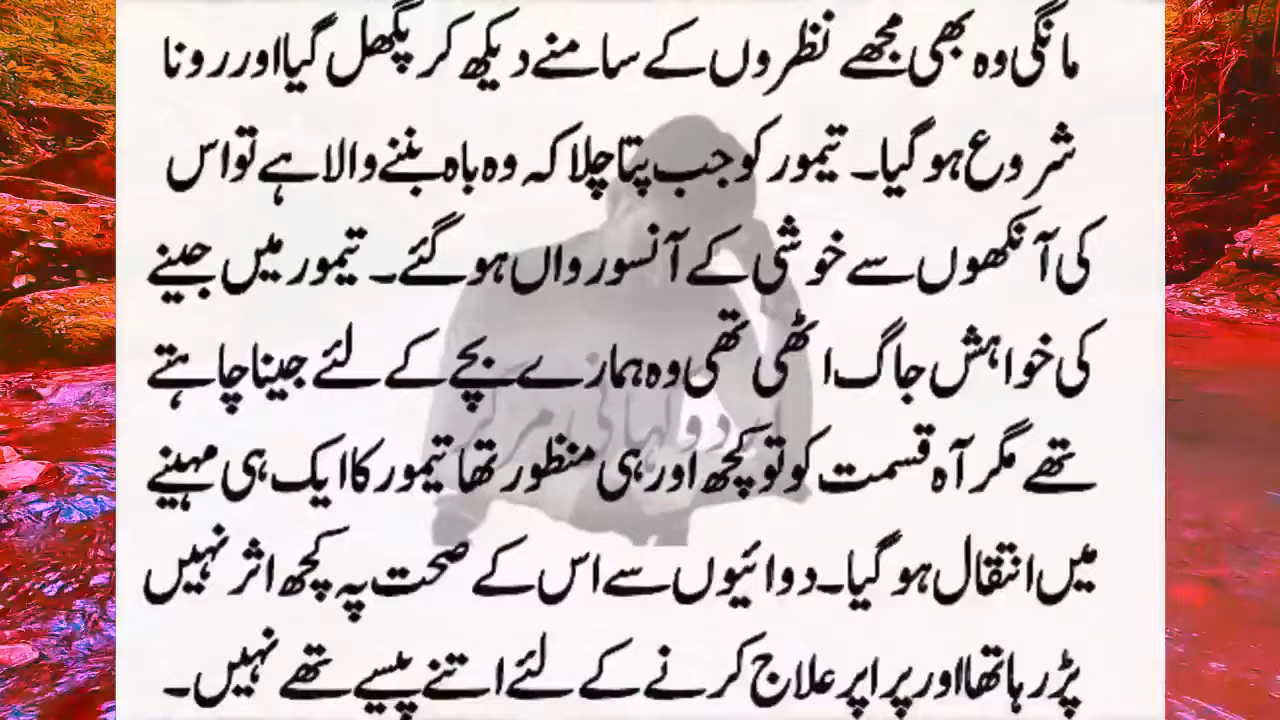 مانگی وہ بھی مجھے نظروں کے سامنے دیکھ کر پگھل گیا اور رونا
شروع ہو گیا۔ تیمور کو جب پتا چلا کہ وہ باہ بننے والا ہے تو اس
کی آنکھوں سے خوشی کے آنسو رواں ہو گئے۔ تیمور میں جینے
کی خواہش جاگ اٹھی تھی وہ ہمارے بچے کے لئے جینا چاہتے
تھے مگر آہ قسمت کو تو کچھ اور ہی منظور تھا تیمور کا ایک ہی مہینے
میں انتقال ہو گیا۔ دوائیوں سے اس کے صحت پہ کچھ اثر نہیں
پڑ رہا تھا اور پراپر علاج کرنے کے لئے اتنے پیسے تھے نہیں۔